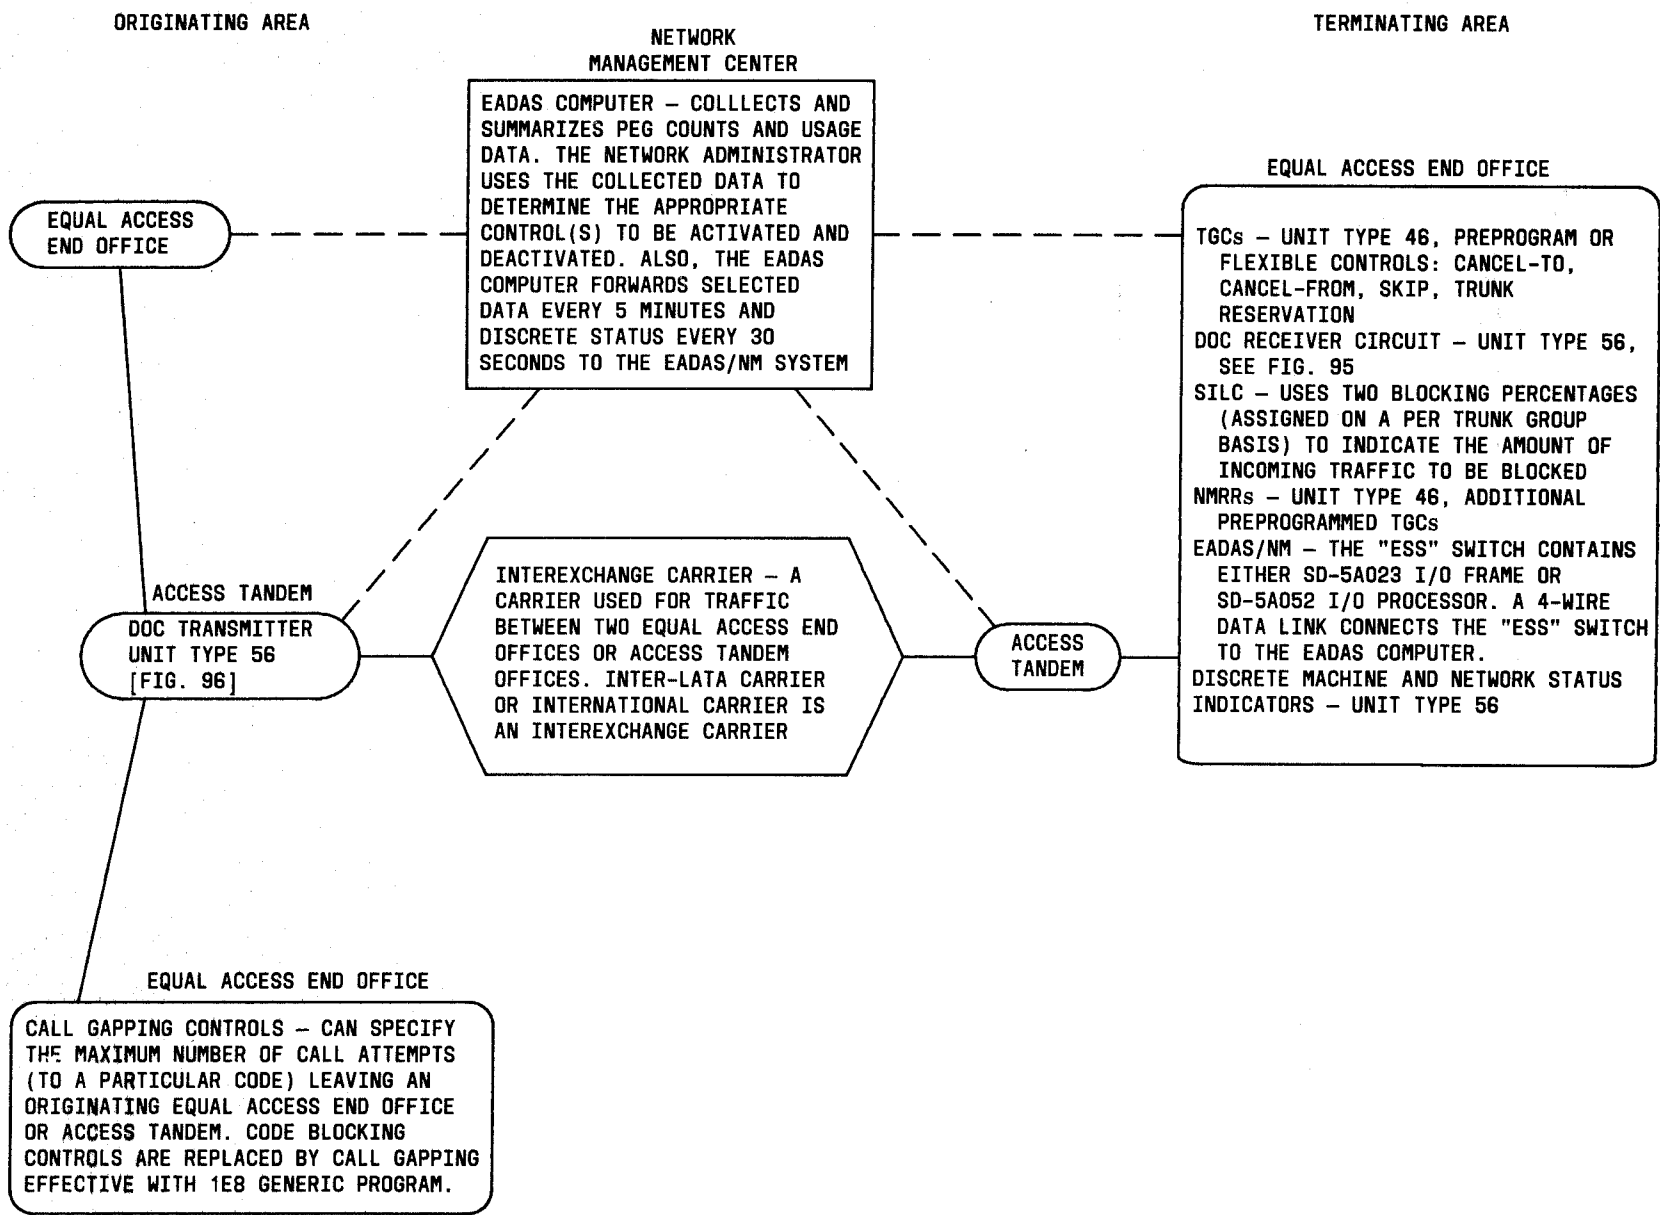 ORIGINATING AREA
TERMINATING AREA
NETWORK
MANAGEMENT CENTER
EADAS COMPUTER – COLLLECTS AND
SUMMARIZES PEG COUNTS AND USAGE
DATA. THE NETWORK ADMINISTRATOR
USES THE COLLECTED DATA TO
DETERMINE THE APPROPRIATE
CONTROL(S) TO BE ACTIVATED AND
DEACTIVATED. ALSO, THE EADAS
COMPUTER FORWARDS SELECTED
DATA EVERY 5 MINUTES AND
DISCRETE STATUS EVERY 30
SECONDS TO THE EADAS/NM SYSTEM
EQUAL ACCESS
END OFFICE
EQUAL ACCESS END OFFICE
TGCs – UNIT TYPE 46, PREPROGRAM OR
FLEXIBLE CONTROLS: CANCEL-TO,
CANCEL-FROM, SKIP, TRUNK
RESERVATION
DOC RECEIVER CIRCUIT – UNIT TYPE 56,
SEE FIG. 95
SILC – USES TWO BLOCKING PERCENTAGES
(ASSIGNED ON A PER TRUNK GROUP
BASIS) TO INDICATE THE AMOUNT OF
INCOMING TRAFFIC TO BE BLOCKED
NMRRs – UNIT TYPE 46, ADDITIONAL
PREPROGRAMMED TGCs
EADAS/NM – THE "ESS" SWITCH CONTAINS
EITHER SD-5A023 I/O FRAME OR
SD-5A052 I/O PROCESSOR. A 4-WIRE
DATA LINK CONNECTS THE "ESS" SWITCH
TO THE EADAS COMPUTER.
DISCRETE MACHINE AND NETWORK STATUS
INDICATORS – UNIT TYPE 56
ACCESS TANDEM
DOC TRANSMITTER
UNIT TYPE 56
[FIG. 96]
INTEREXCHANGE CARRIER – A
CARRIER USED FOR TRAFFIC
BETWEEN TWO EQUAL ACCESS END
OFFICES OR ACCESS TANDEM
OFFICES. INTER-LATA CARRIER
OR INTERNATIONAL CARRIER IS
AN INTEREXCHANGE CARRIER
ACCESS
TANDEM
EQUAL ACCESS END OFFICE
CALL GAPPING CONTROLS – CAN SPECIFY
THE MAXIMUM NUMBER OF CALL ATTEMPTS
(TO A PARTICULAR CODE) LEAVING AN
ORIGINATING EQUAL ACCESS END OFFICE
OR ACCESS TANDEM. CODE BLOCKING
CONTROLS ARE REPLACED BY CALL GAPPING
EFFECTIVE WITH 1E8 GENERIC PROGRAM.